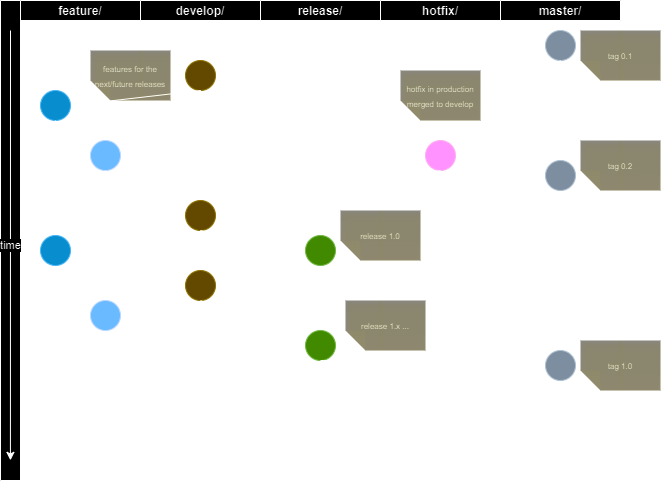 feature/
develop/
release/
hotfix/
master/
time
features for the
next/future releases
hotfix in production
merged to develop
tag 0.1
tag 0.2
release 1.0
release 1.x ...
tag 1.0